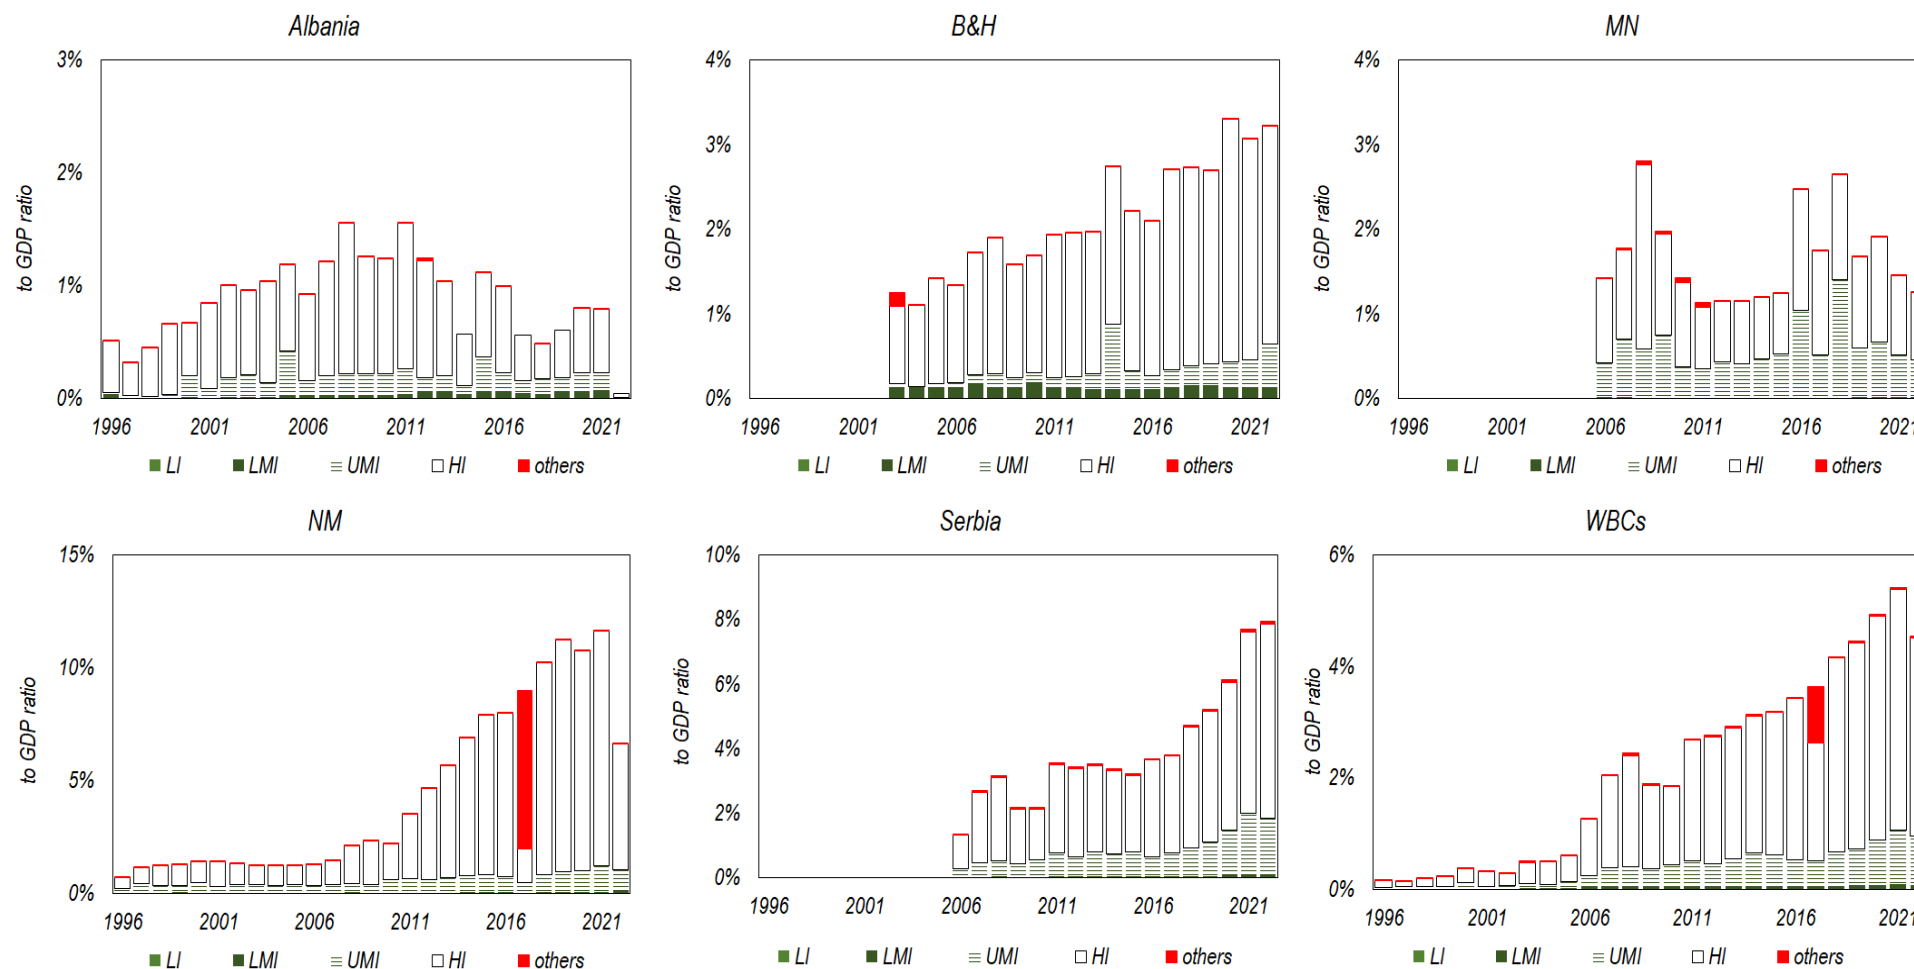 Albania
3%
2%
1%
0%
to GDP ratio
1996 2001 2006 2011 2016 2021
LI LMI UMI HI others
B&H
4%
3%
2%
1%
0%
to GDP ratio
1996 2001 2006 2011 2016 2021
LI LMI UMI HI others
MN
4%
3%
2%
1%
0%
to GDP ratio
1996 2001 2006 2011 2016 2021
LI LMI UMI HI others
NM
15%
10%
5%
0%
to GDP ratio
1996 2001 2006 2011 2016 2021
LI LMI UMI HI others
Serbia
10%
8%
6%
4%
2%
0%
to GDP ratio
1996 2001 2006 2011 2016 2021
LI LMI UMI HI others
WBCs
6%
4%
2%
0%
to GDP ratio
1996 2001 2006 2011 2016 2021
LI LMI UMI HI others